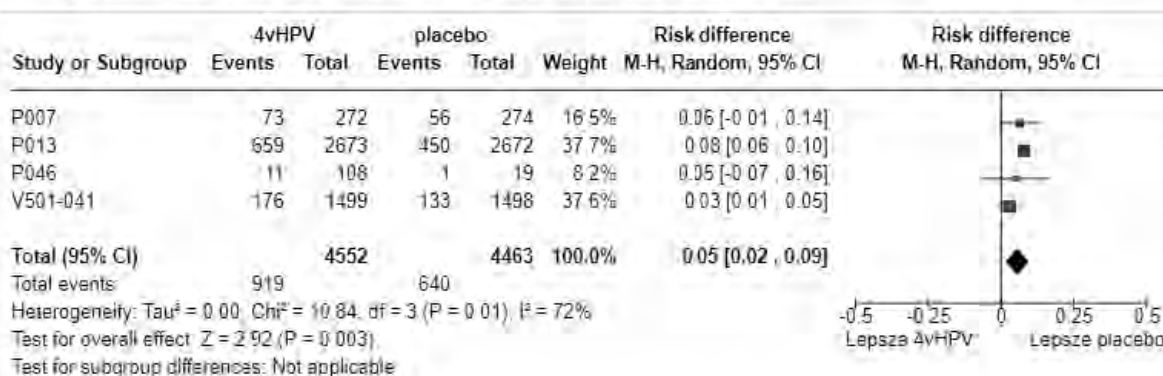 4vHPV placebo Risk difference Risk difference
Study or Subgroup Events Total Events Total Weight M-H, Random, 95% CI M-H, Random, 95% CI
P007 73 272 56 274 16.5% 0.06 [-0.01 , 0.14]
P013 659 2673 450 2672 37.7% 0.08 [0.06 , 0.10]
P046 11 108 1 19 8.2% 0.05 [-0.07 , 0.16]
V501-041 176 1499 133 1498 37.6% 0.03 [0.01 , 0.05]
Total (95% CI) 4552 4463 100.0% 0.05 [0.02 , 0.09]
Total events 919 640
Heterogeneity: Tau² = 0.00; Chi² = 10.84, df = 3 (P = 0.01); I² = 72%
Test for overall effect: Z = 2.92 (P = 0.003)
Test for subgroup differences: Not applicable
-0.5 -0.25 0 0.25 0.5
Lepsza 4vHPV Lepsze placebo